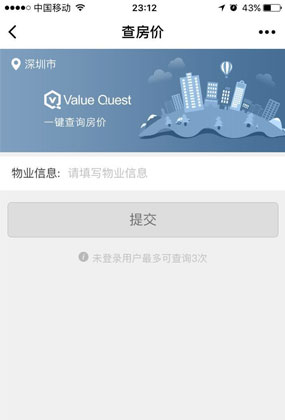 中国移动
23:12
43%
查房价
深圳市
Value Quest
一键查询房价
物业信息: 请填写物业信息
提交
未登录用户最多可查询3次